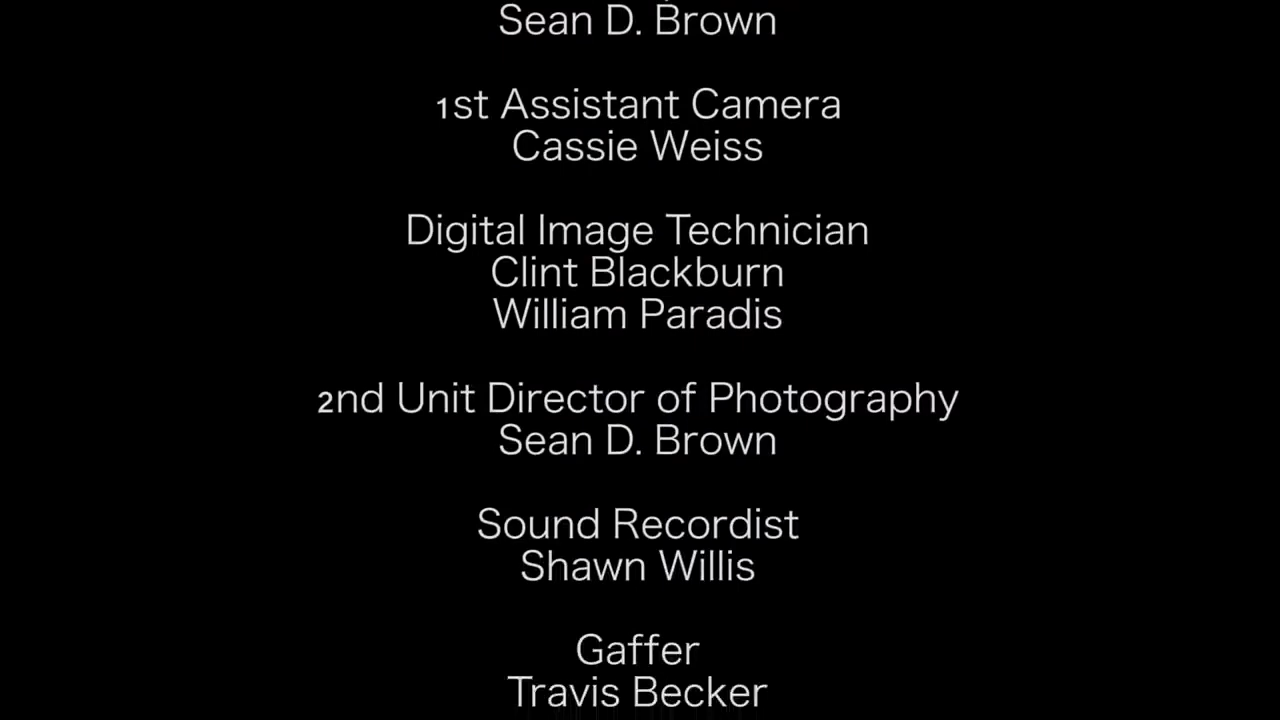 Sean D. Brown
1st Assistant Camera
Cassie Weiss
Digital Image Technician
Clint Blackburn
William Paradis
2nd Unit Director of Photography
Sean D. Brown
Sound Recordist
Shawn Willis
Gaffer
Travis Becker